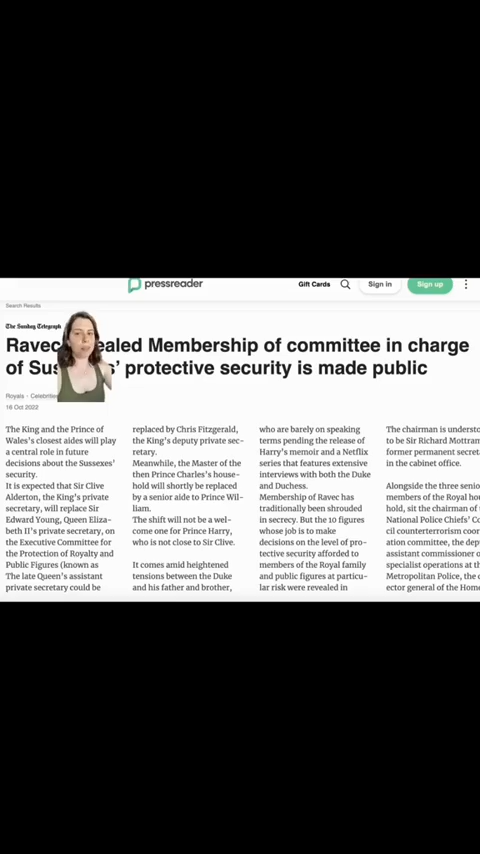 pressreader
Gift Cards
Sign in
Sign up
Search Results
The Sunday Telegraph
Membership of committee in charge
of protective security is made public
Royals - Celebrities
16 Oct 2022
The King and the Prince of
Wales's closest aides will play
a central role in future
decisions about the Sussexes'
security.
It is expected that Sir Clive
Alderton, the King's private
secretary, will replace Sir
Edward Young, Queen Eliza-
beth II's private secretary, on
the Executive Committee for
the Protection of Royalty and
Public Figures (known as
The late Queen's assistant
private secretary could be
replaced by Chris Fitzgerald,
the King's deputy private sec-
retary.
Meanwhile, the Master of the
then Prince Charles's house-
hold will shortly be replaced
by a senior aide to Prince Wil-
liam.
The shift will not be a wel-
come one for Prince Harry,
who is not close to Sir Clive.
It comes amid heightened
tensions between the Duke
and his father and brother,
who are barely on speaking
terms pending the release of
Harry's memoir and a Netflix
series that features extensive
interviews with both the Duke
and Duchess.
Membership of Ravec has
traditionally been shrouded
in secrecy. But the 10 figures
whose job is to make
decisions on the level of pro-
tective security afforded to
members of the Royal family
and public figures at particu-
lar risk were revealed in
The chairman is understo
to be Sir Richard Mottram
former permanent secret
in the cabinet office.
Alongside the three senio
members of the Royal hou
hold, sit the chairman of t
National Police Chiefs' Co
cil counterterrorism coor
ation committee, the dep
assistant commissioner o
specialist operations at th
Metropolitan Police, the d
ector general of the Home